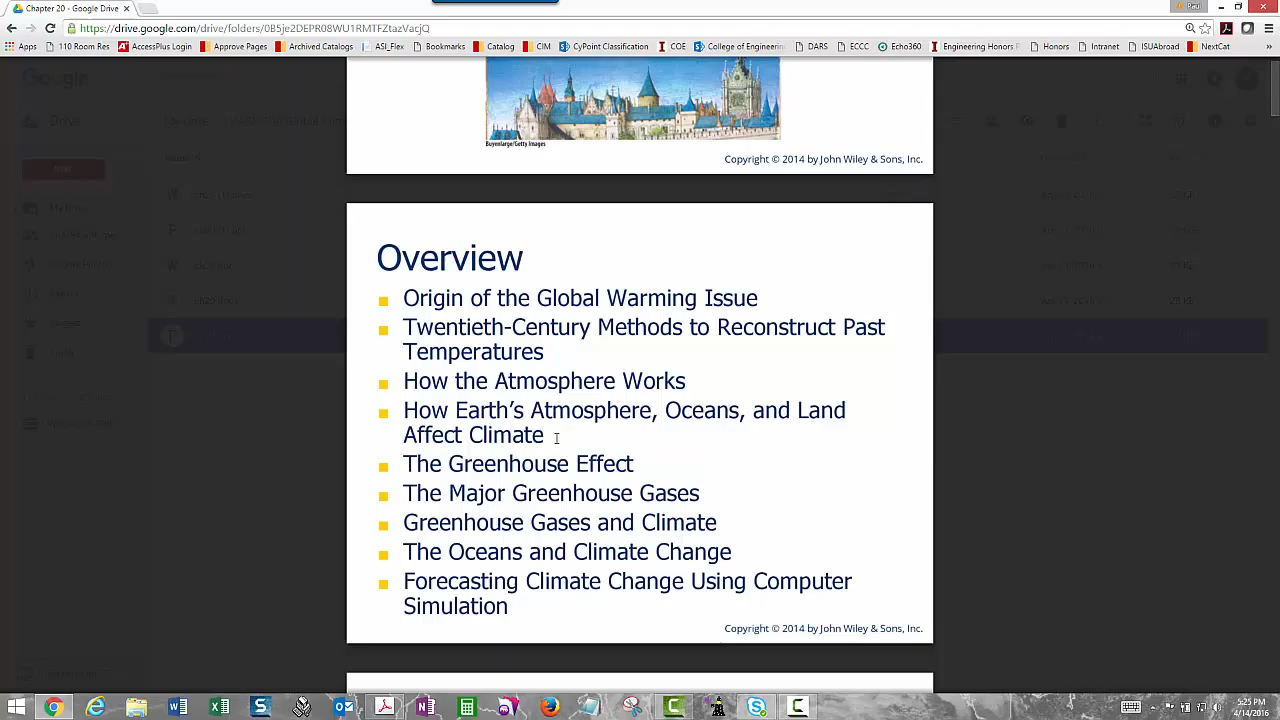 Chapter 20 - Google Drive
Paul
https://drive.google.com/drive/folders/0B5je2DEPR08WU1RMTFZtazVacjQ
Apps 110 Room Res AccessPlus Login Approve Pages Archived Catalogs ASI_Flex Bookmarks Catalog CIM CyPoint Classification COE College of Engineering DARS ECCC Echo360 Engineering Honors Honors Intranet ISUAbroad NextCat
Google
Drive
Buyenlarge/Getty Images
Copyright © 2014 by John Wiley & Sons, Inc.
Overview
Origin of the Global Warming Issue
Twentieth-Century Methods to Reconstruct Past
Temperatures
How the Atmosphere Works
How Earth's Atmosphere, Oceans, and Land
Affect Climate
The Greenhouse Effect
The Major Greenhouse Gases
Greenhouse Gases and Climate
The Oceans and Climate Change
Forecasting Climate Change Using Computer
Simulation
Copyright © 2014 by John Wiley & Sons, Inc.
5:25 PM
4/14/2016